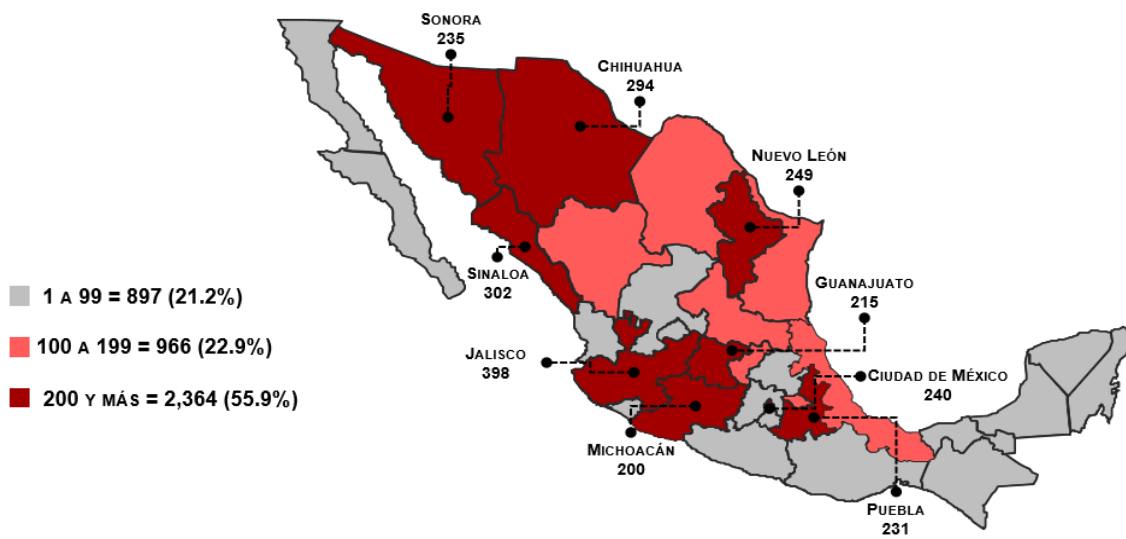 Sonora
235
Chihuahua
294
Nuevo León
249
Sinaloa
302
Guanajuato
215
1 a 99 = 897 (21.2%)
100 a 199 = 966 (22.9%)
200 y más = 2,364 (55.9%)
Jalisco
398
Ciudad de México
240
Michoacán
200
Puebla
231